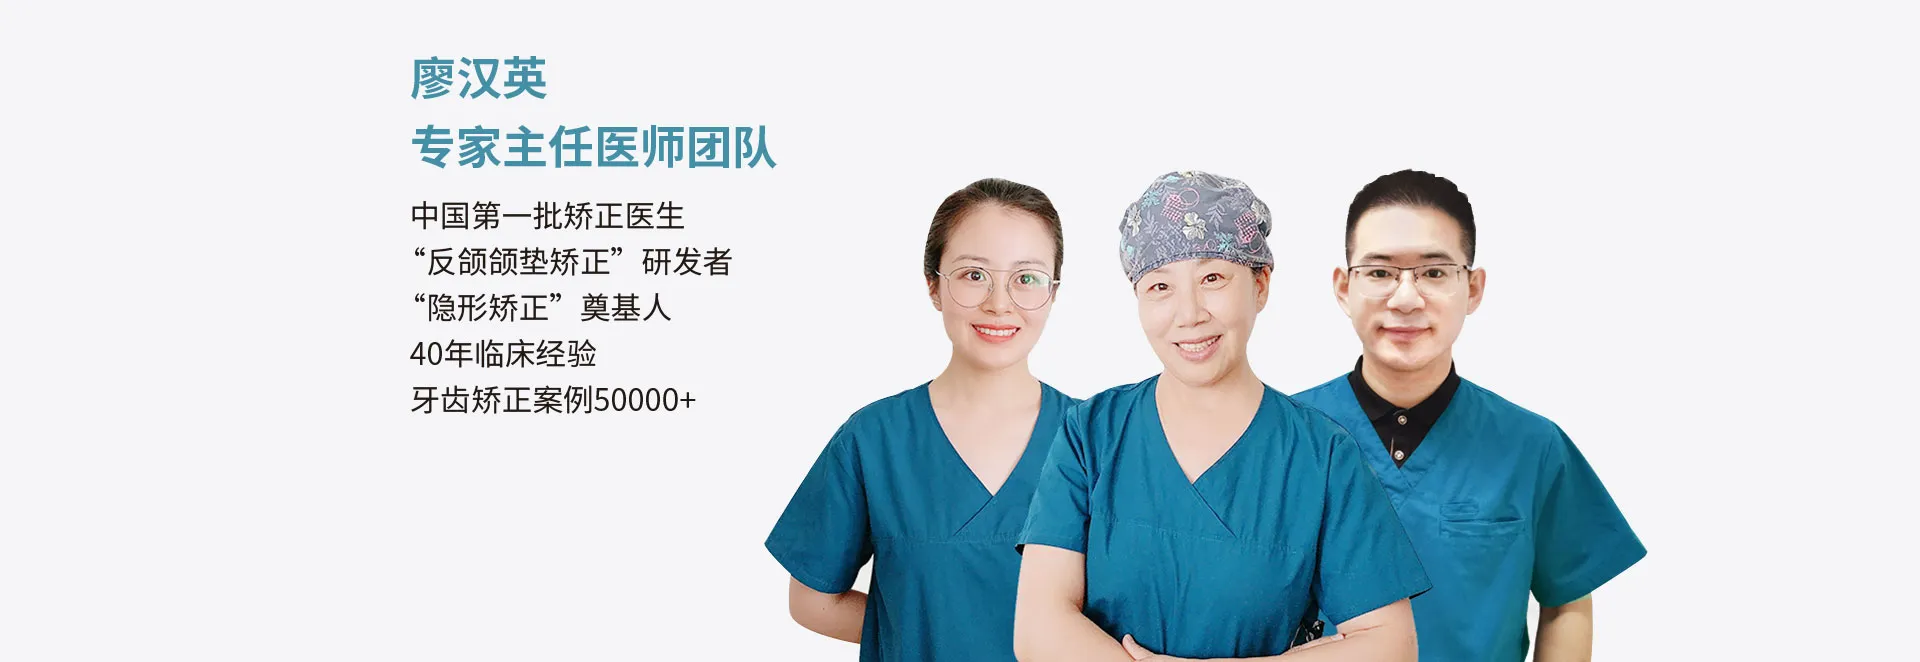 廖汉英
专家主任医师团队
中国第一批矫正医生
“反颌颌垫矫正”研发者
“隐形矫正”奠基人
40年临床经验
牙齿矫正案例50000+